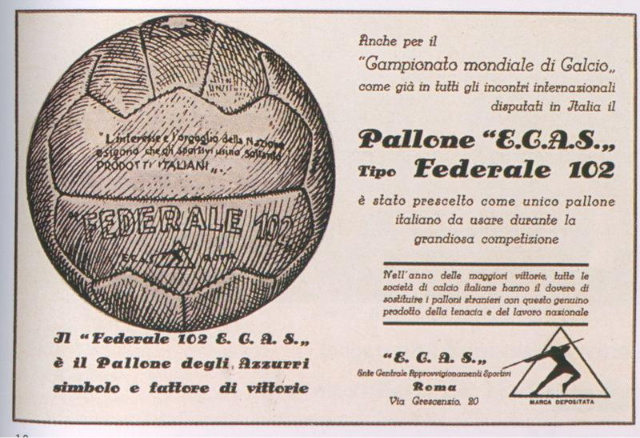 "L'interesse e l'orgoglio della Nazione
esigono che gli sportivi usino soltanto
PRODOTTI ITALIANI„.
"FEDERALE 102„
E.C.A.S. ROMA
Il "Federale 102 E. C. A. S.„
è il Pallone degli Azzurri
simbolo e fattore di vittorie
Anche per il
"Campionato mondiale di Calcio„
come già in tutti gli incontri internazionali
disputati in Italia il
Pallone "E.C.A.S.„
Tipo Federale 102
è stato prescelto come unico pallone
italiano da usare durante la
grandiosa competizione
Nell'anno delle maggiori vittorie, tutte le
società di calcio italiane hanno il dovere di
sostituire i palloni stranieri con questo genuino
prodotto della tenacia e del lavoro nazionale
"E. C. A. S.„
Ente Centrale Approvvigionamenti Sportivi
Roma
Via Crescenzio, 20
MARCA DEPOSITATA